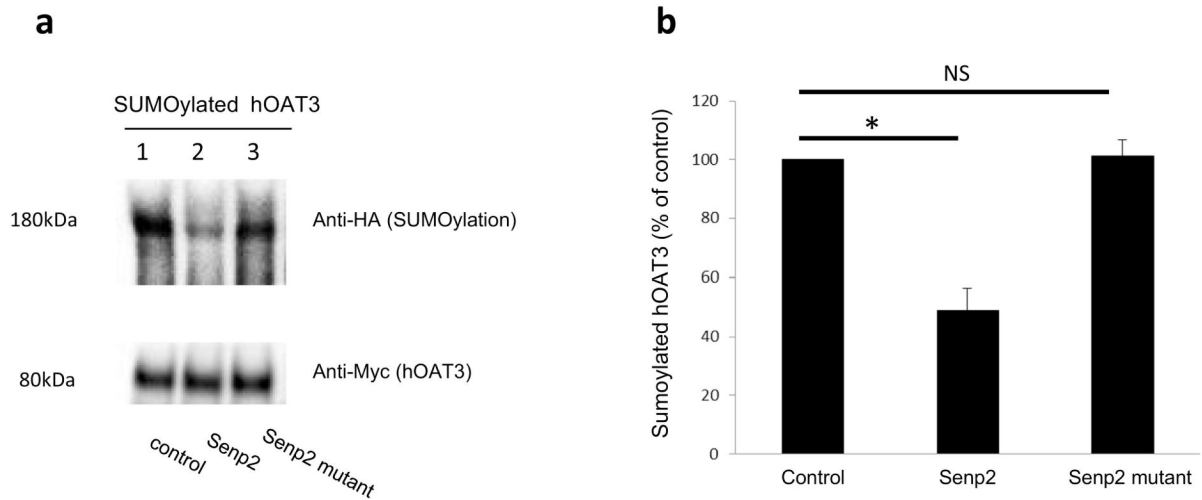 a
SUMOylated hOAT3
1 2 3
180kDa
Anti-HA (SUMOylation)
80kDa
Anti-Myc (hOAT3)
control
Senp2
Senp2 mutant
b
NS
*
Sumoylated hOAT3 (% of control)
120
100
80
60
40
20
0
Control
Senp2
Senp2 mutant